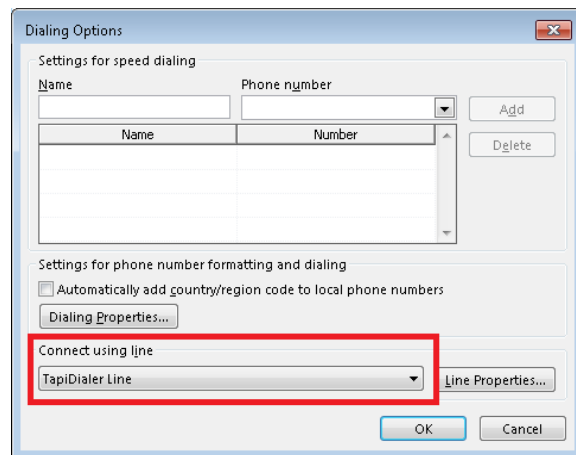 Dialing Options
Settings for speed dialing
Name Phone number
Add
Name Number
Delete
Settings for phone number formatting and dialing
Automatically add country/region code to local phone numbers
Dialing Properties...
Connect using line
TapiDialer Line Line Properties...
OK Cancel